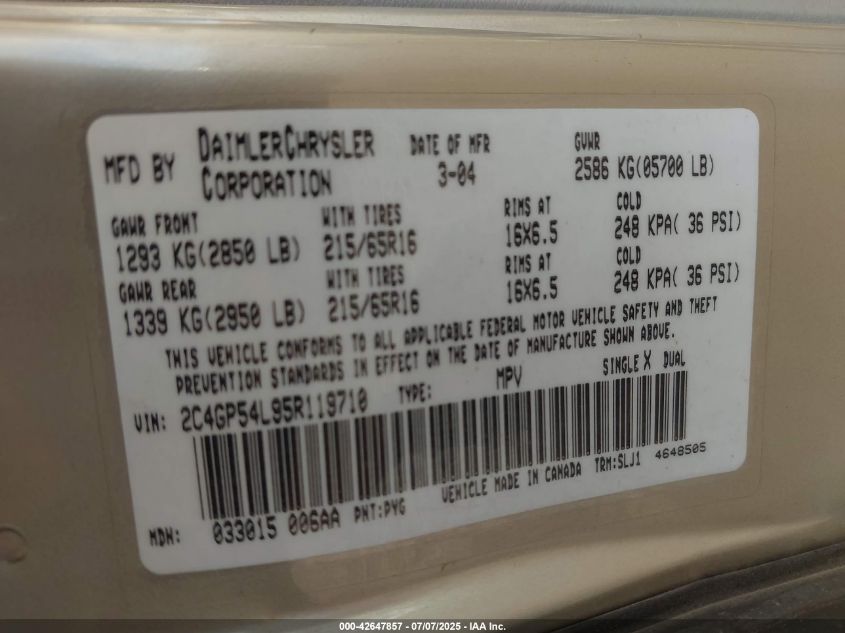 MFD BY DAIMLERCHRYSLER CORPORATION DATE OF MFR 3-04 GVWR 2586 KG(05700 LB)
GAWR FRONT WITH TIRES RIMS AT COLD
1293 KG(2850 LB) 215/65R16 16X6.5 248 KPA( 36 PSI)
GAWR REAR WITH TIRES RIMS AT COLD
1339 KG(2950 LB) 215/65R16 16X6.5 248 KPA( 36 PSI)
THIS VEHICLE CONFORMS TO ALL APPLICABLE FEDERAL MOTOR VEHICLE SAFETY AND THEFT
PREVENTION STANDARDS IN EFFECT ON THE DATE OF MANUFACTURE SHOWN ABOVE.
VIN: 2C4GP54L95R119710 TYPE: MPV SINGLE X DUAL
MDH: 033015 006AA PNT:PYG VEHICLE MADE IN CANADA TRM:SLJ1 4648505
000-42647857 - 07/07/2025 - IAA Inc.